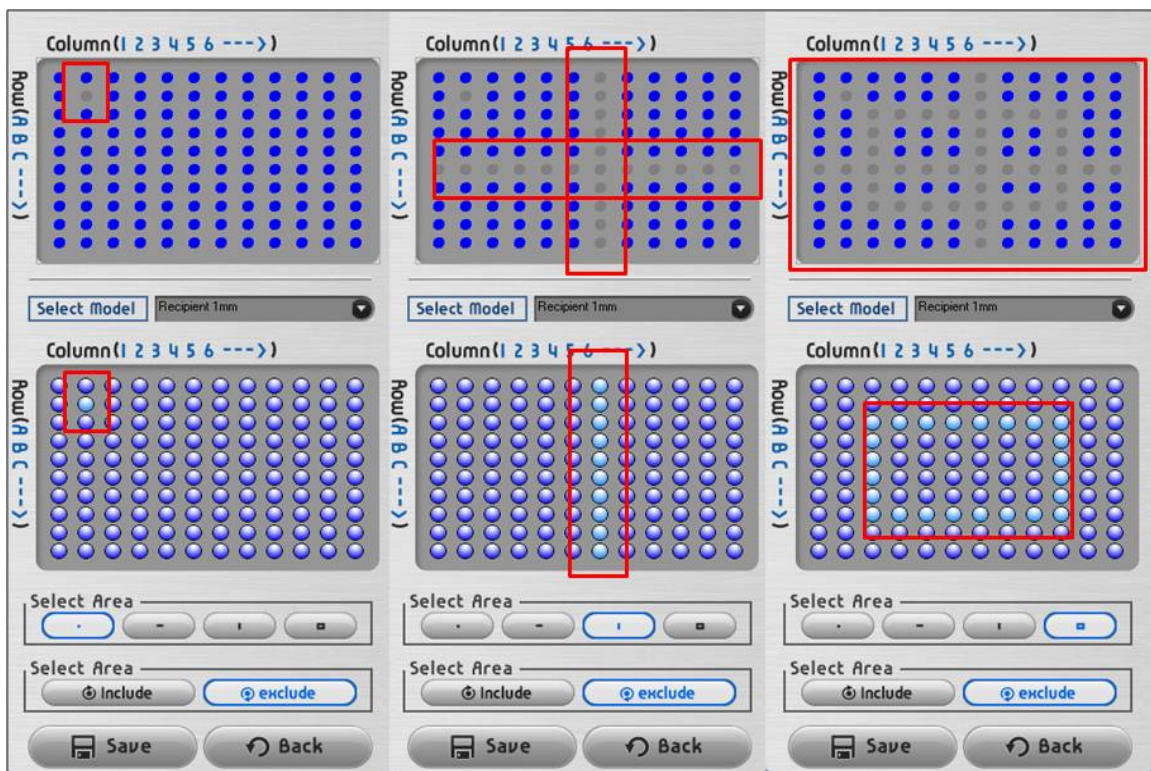 Column(1 2 3 4 5 6 --->)
Row(A B C --->)
Select Model Recipient 1mm
Column(1 2 3 4 5 6 --->)
Row(A B C --->)
Select Area
Select Area
Include exclude
Save Back
Column(1 2 3 4 5 6 --->)
Row(A B C --->)
Select Model Recipient 1mm
Column(1 2 3 4 5 6 --->)
Row(A B C --->)
Select Area
Select Area
Include exclude
Save Back
Column(1 2 3 4 5 6 --->)
Row(A B C --->)
Select Model Recipient 1mm
Column(1 2 3 4 5 6 --->)
Row(A B C --->)
Select Area
Select Area
Include exclude
Save Back